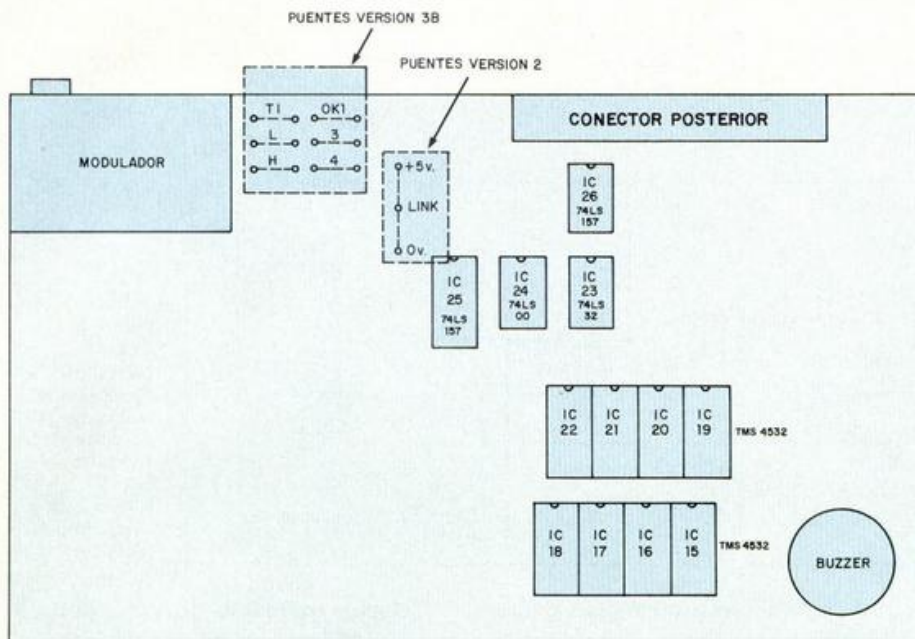 PUENTES VERSION 3B
PUENTES VERSION 2
MODULADOR
TI OKI
L 3
H 4
+5v.
LINK
0v.
CONECTOR POSTERIOR
IC
26
74LS
157
IC
25
74LS
157
IC
24
74LS
00
IC
23
74LS
32
IC
22
IC
21
IC
20
IC
19
TMS 4532
IC
18
IC
17
IC
16
IC
15
TMS 4532
BUZZER